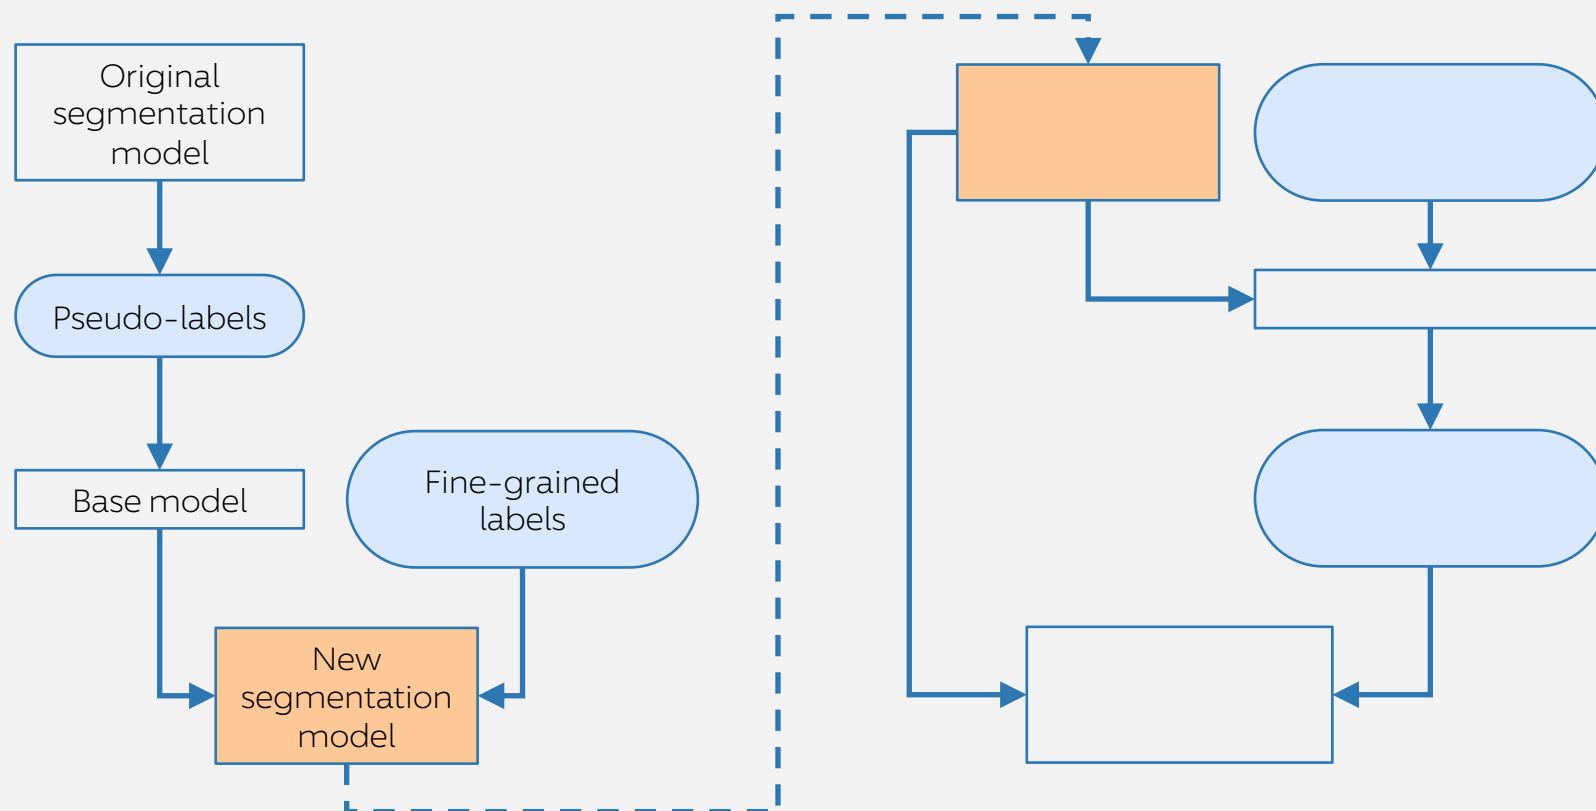 Original
segmentation
model
Pseudo-labels
Base model
Fine-grained
labels
New
segmentation
model